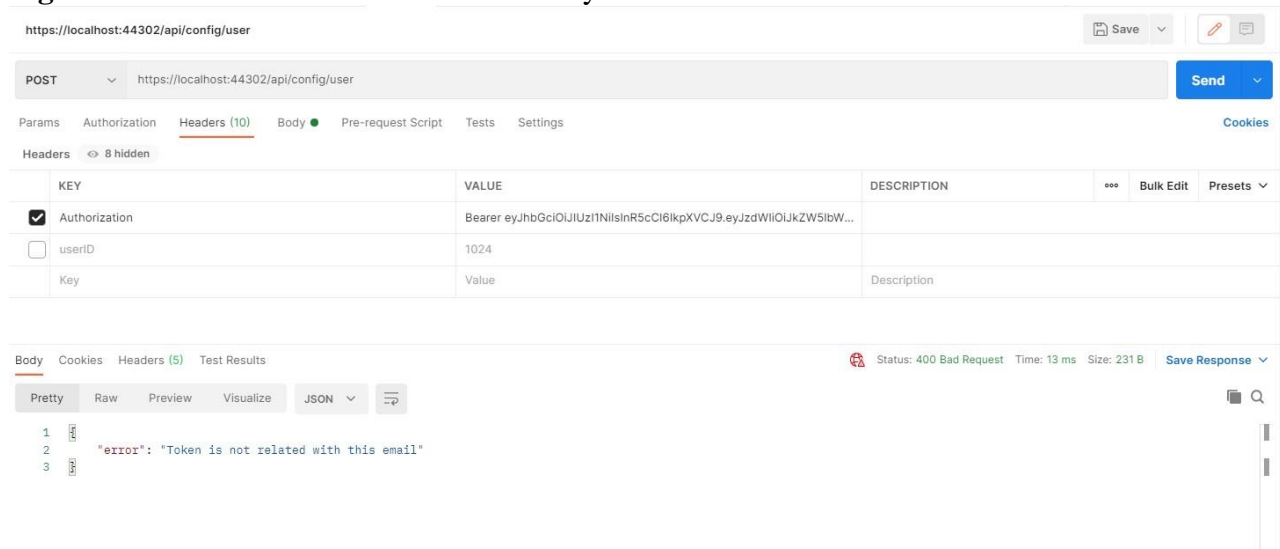 https://localhost:44302/api/config/user Save
POST https://localhost:44302/api/config/user Send
Params Authorization Headers (10) Body Pre-request Script Tests Settings Cookies
Headers 8 hidden
KEY VALUE DESCRIPTION ooo Bulk Edit Presets
Authorization Bearer eyJhbGciOiJIUzI1NiIsInR5cCI6IkpXVCJ9.eyJzdWIiOiJkZW5lbW...
userID 1024
Key Value Description
Body Cookies Headers (5) Test Results Status: 400 Bad Request Time: 13 ms Size: 231 B Save Response
Pretty Raw Preview Visualize JSON
1 {
2 "error": "Token is not related with this email"
3 }